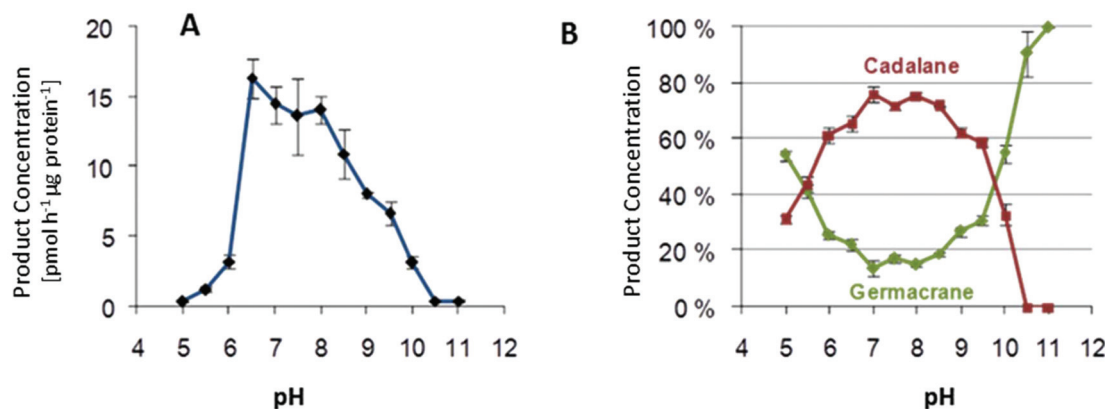 A
Product Concentration
[pmol h⁻¹ µg protein⁻¹]
20
15
10
5
0
4 5 6 7 8 9 10 11 12
pH
B
Product Concentration
100 %
80 %
60 %
40 %
20 %
0 %
Cadalane
Germacrane
4 5 6 7 8 9 10 11 12
pH